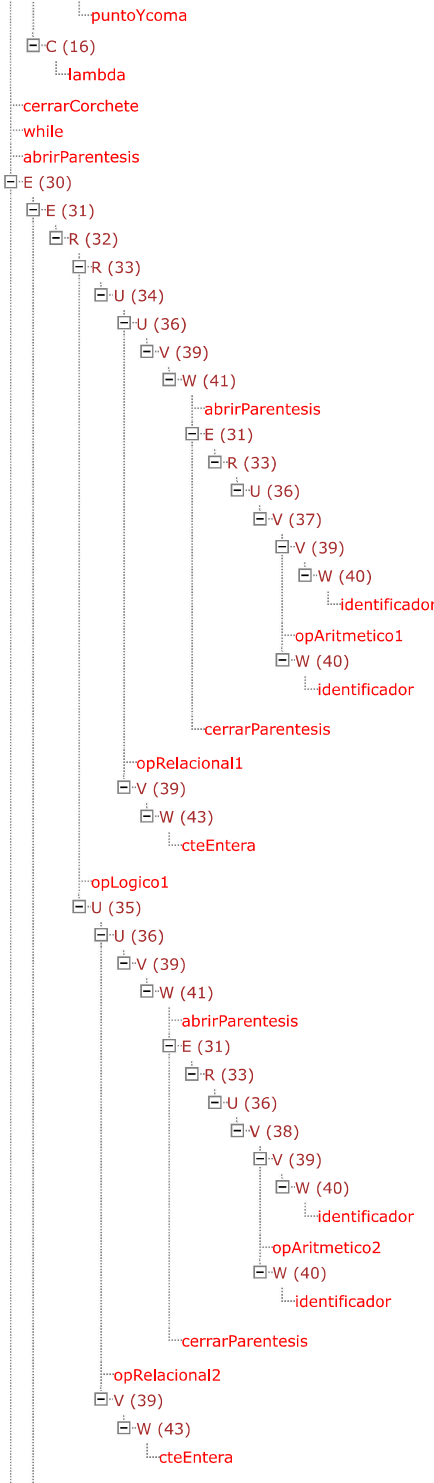 puntoYcoma
C (16)
lambda
cerrarCorchete
while
abrirParentesis
E (30)
E (31)
R (32)
R (33)
U (34)
U (36)
V (39)
W (41)
abrirParentesis
E (31)
R (33)
U (36)
V (37)
V (39)
W (40)
identificador
opAritmetico1
W (40)
identificador
cerrarParentesis
opRelacional1
V (39)
W (43)
cteEntera
opLogico1
U (35)
U (36)
V (39)
W (41)
abrirParentesis
E (31)
R (33)
U (36)
V (38)
V (39)
W (40)
identificador
opAritmetico2
W (40)
identificador
cerrarParentesis
opRelacional2
V (39)
W (43)
cteEntera